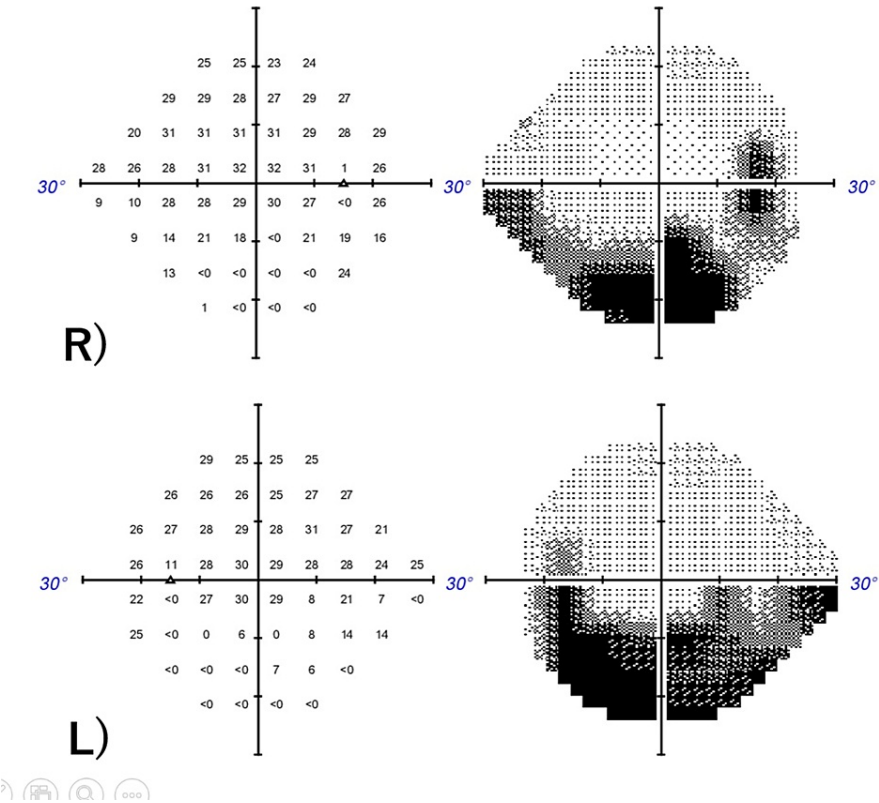 25 25 23 24
29 29 28 27 29 27
20 31 31 31 31 29 28 29
28 26 28 31 32 32 31 1 26
30° 30° 30°
9 10 28 28 29 30 27 <0 26
9 14 21 18 <0 21 19 16
13 <0 <0 <0 <0 24
1 <0 <0 <0
R)
29 25 25 25
26 26 26 25 27 27
26 27 28 29 28 31 27 21
26 11 28 30 29 28 28 24 25
30° 30° 30°
22 <0 27 30 29 8 21 7 <0
25 <0 0 6 0 8 14 14
<0 <0 <0 7 6 <0
<0 <0 <0 <0
L)